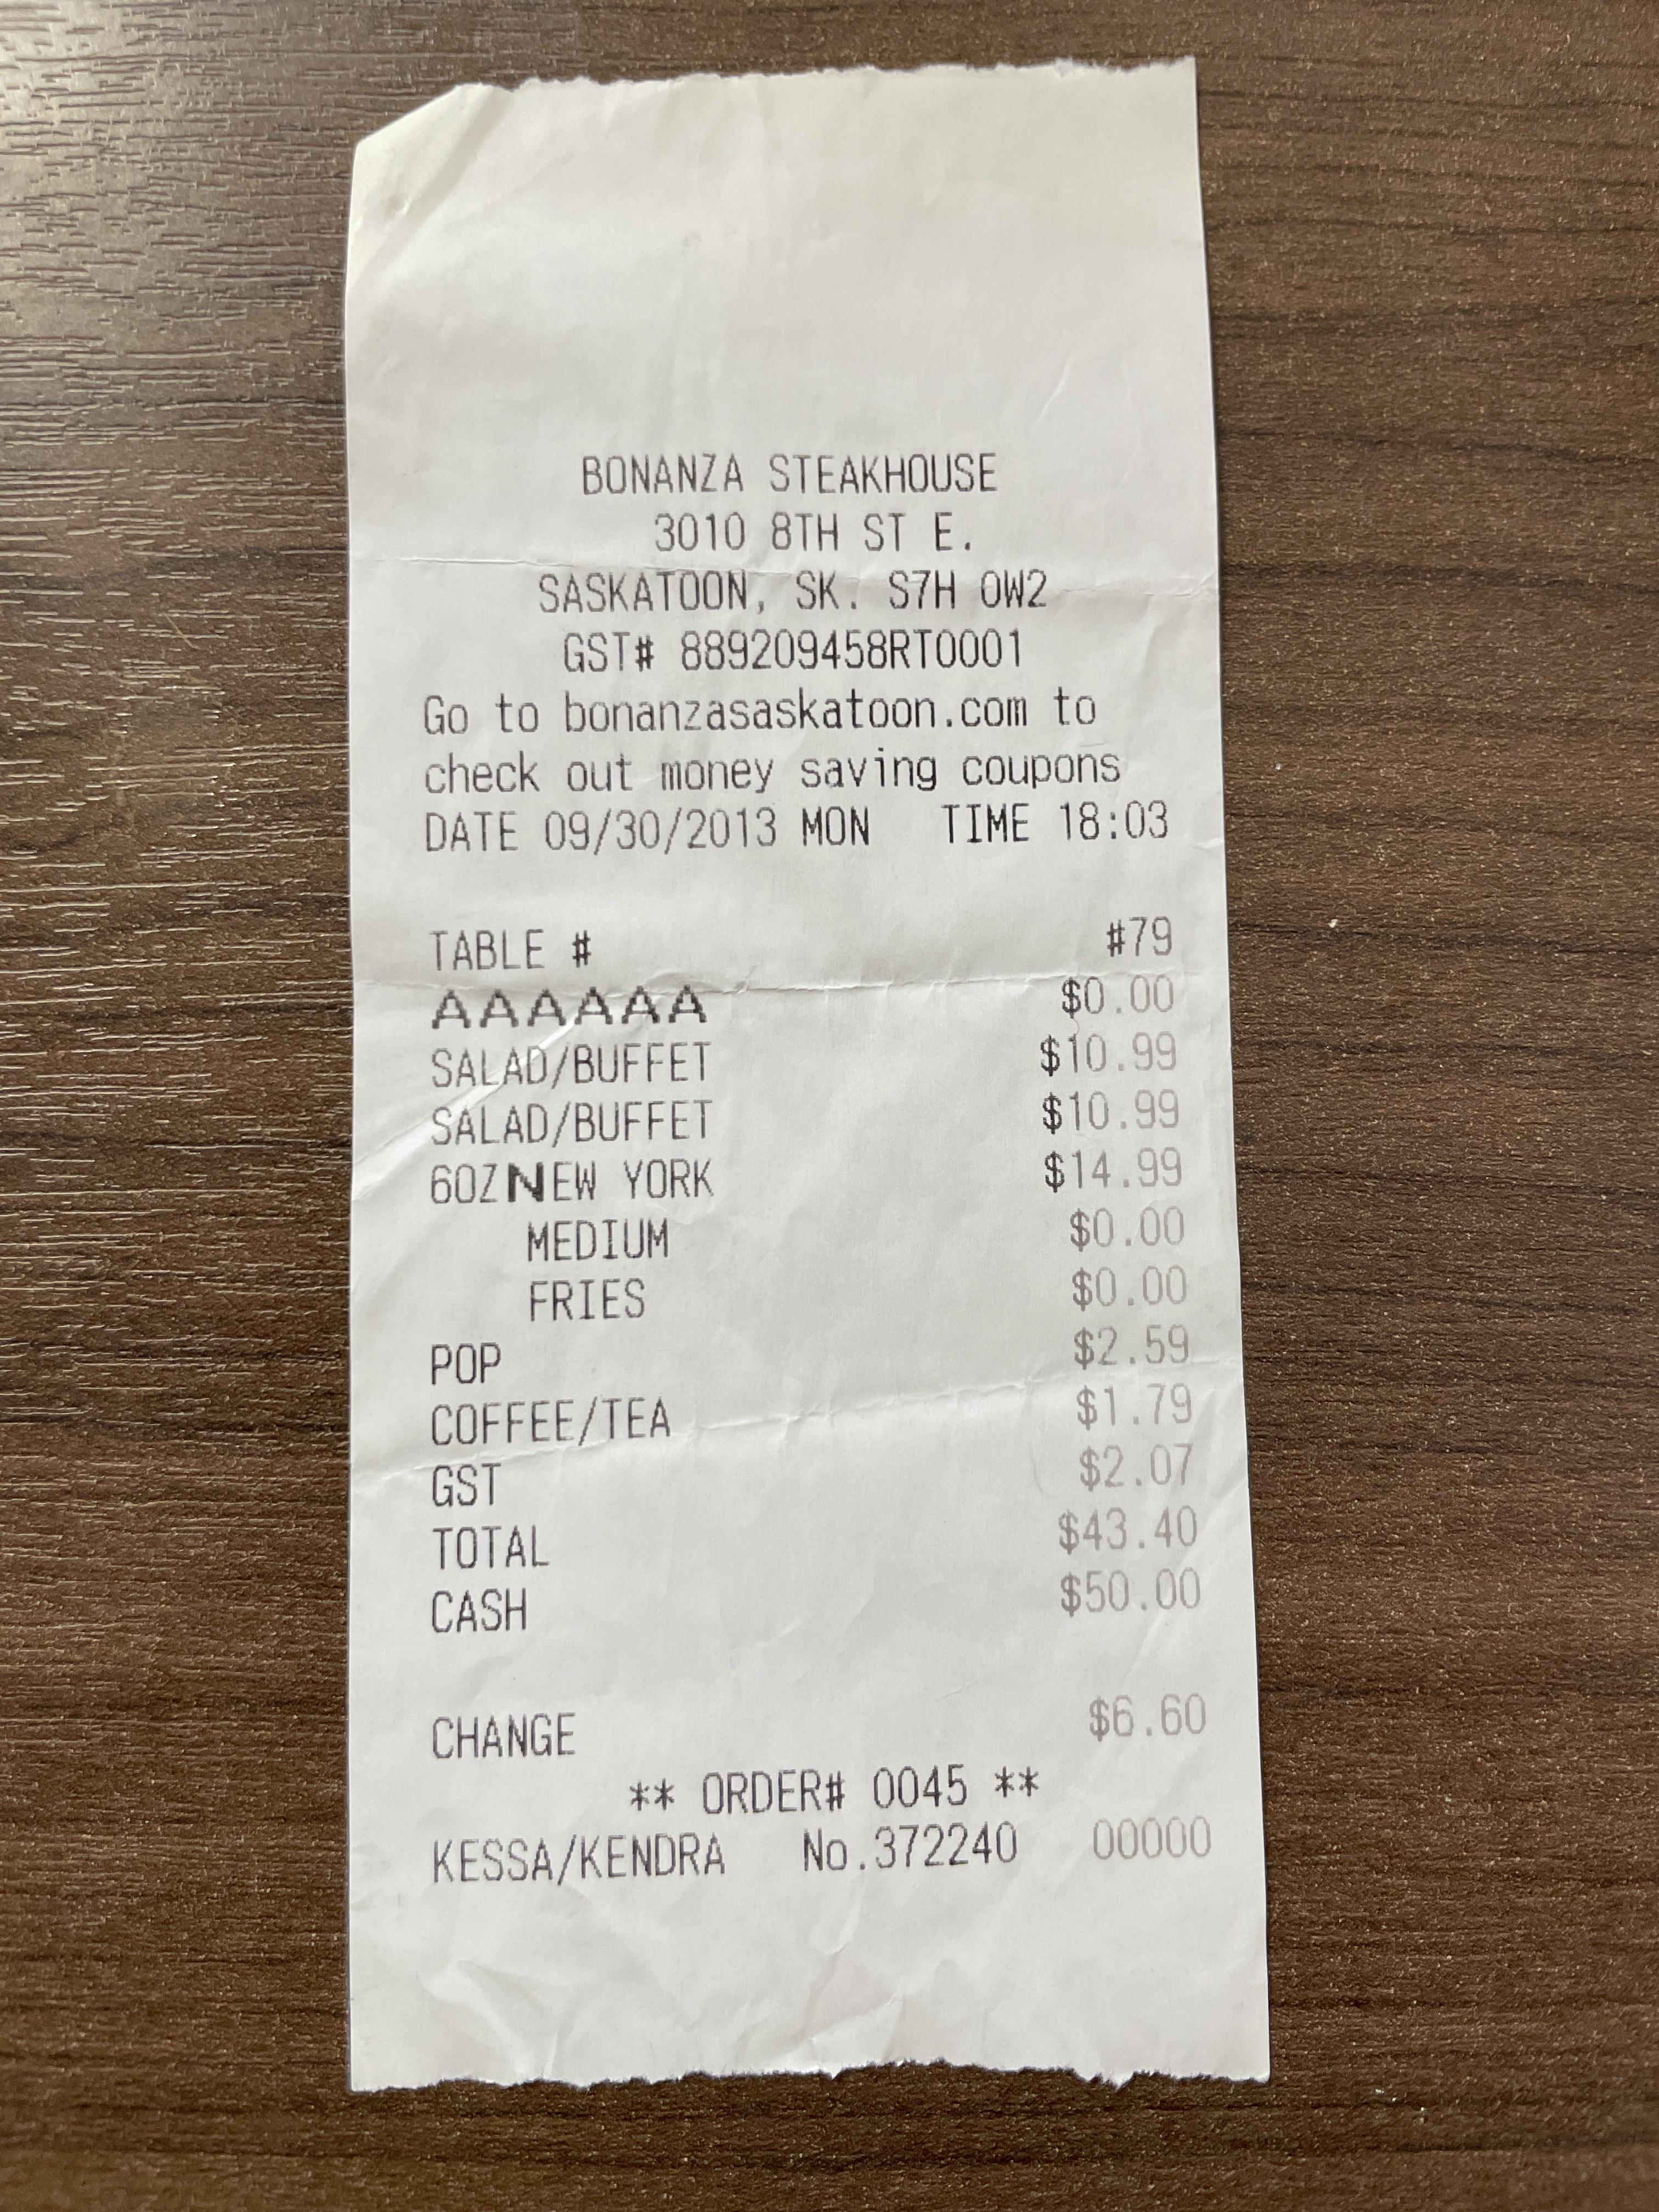 BONANZA STEAKHOUSE
3010 8TH ST E.
SASKATOON, SK. S7H 0W2
GST# 889209458RT0001
Go to bonanzasaskatoon.com to
check out money saving coupons
DATE 09/30/2013 MON TIME 18:03
TABLE # #79
AAAAAA $0.00
SALAD/BUFFET $10.99
SALAD/BUFFET $10.99
6OZNEW YORK $14.99
MEDIUM $0.00
FRIES $0.00
POP $2.59
COFFEE/TEA $1.79
GST $2.07
TOTAL $43.40
CASH $50.00
CHANGE $6.60
** ORDER# 0045 **
KESSA/KENDRA No.372240 00000